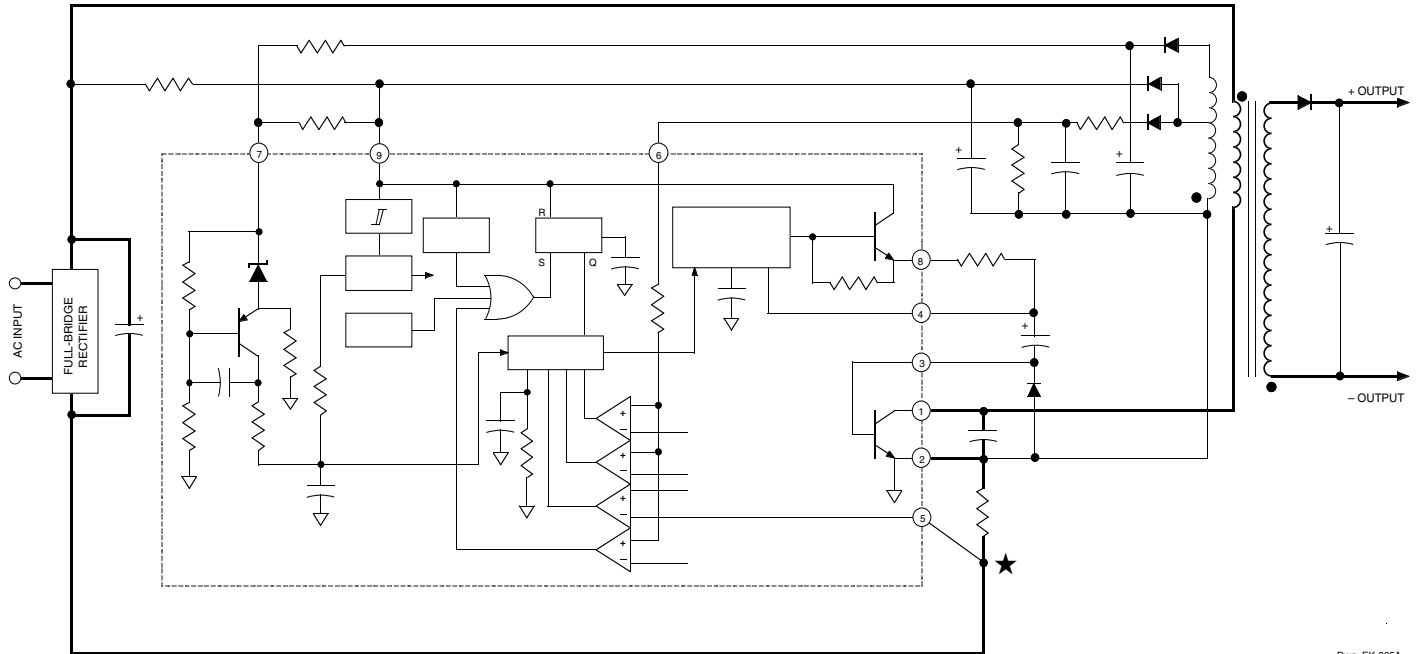 + OUTPUT
7
9
6
+
+
+
R
S
Q
8
AC INPUT
FULL-BRIDGE
RECTIFIER
+
4
+
3
1
2
+
–
+
–
+
–
+
–
5
★
– OUTPUT